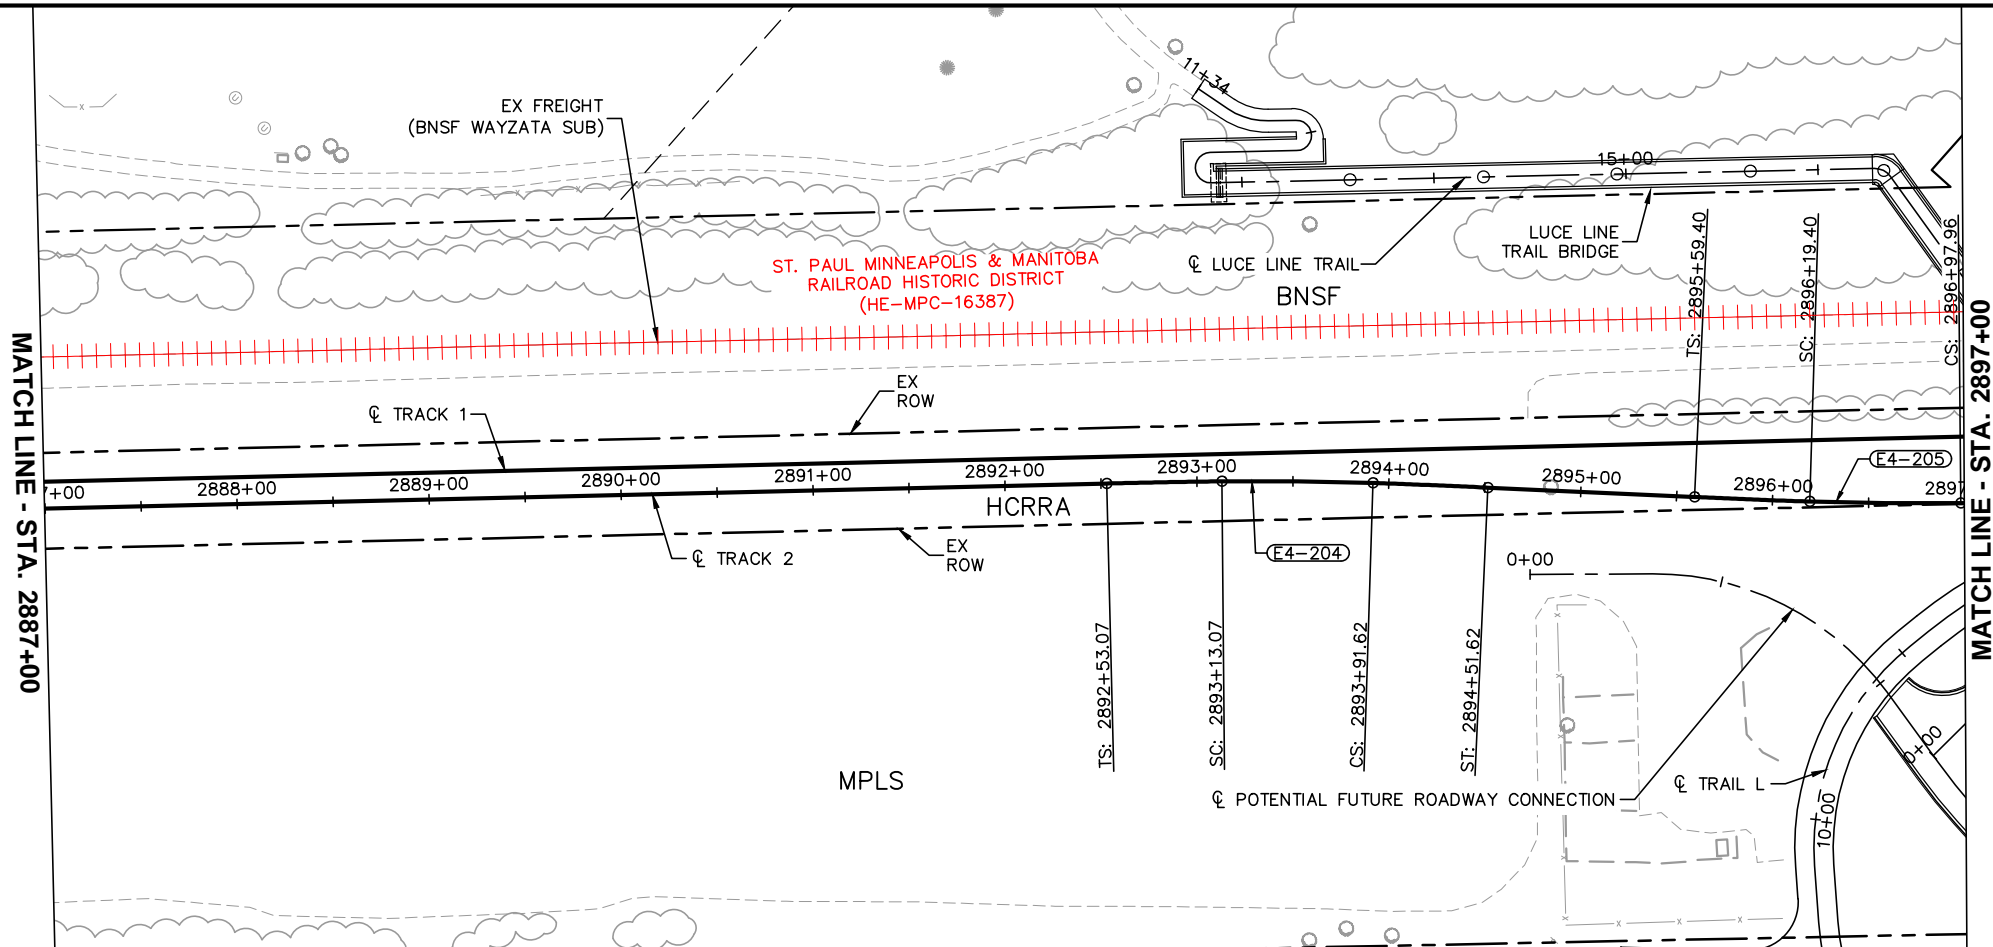 11+34
EX FREIGHT
(BNSF WAYZATA SUB)
15+00
LUCE LINE
TRAIL BRIDGE
℄ LUCE LINE TRAIL
ST. PAUL MINNEAPOLIS & MANITOBA
RAILROAD HISTORIC DISTRICT
(HE-MPC-16387)
BNSF
TS: 2895+59.40
SC: 2896+19.40
CS: 2896+97.96
MATCH LINE - STA. 2887+00
MATCH LINE - STA. 2897+00
℄ TRACK 1
EX
ROW
7+00
2888+00
2889+00
2890+00
2891+00
2892+00
2893+00
2894+00
2895+00
2896+00
2897
E4-205
HCRRA
℄ TRACK 2
EX
ROW
E4-204
0+00
TS: 2892+53.07
SC: 2893+13.07
CS: 2893+91.62
ST: 2894+51.62
MPLS
℄ POTENTIAL FUTURE ROADWAY CONNECTION
℄ TRAIL L
0+00
10+00